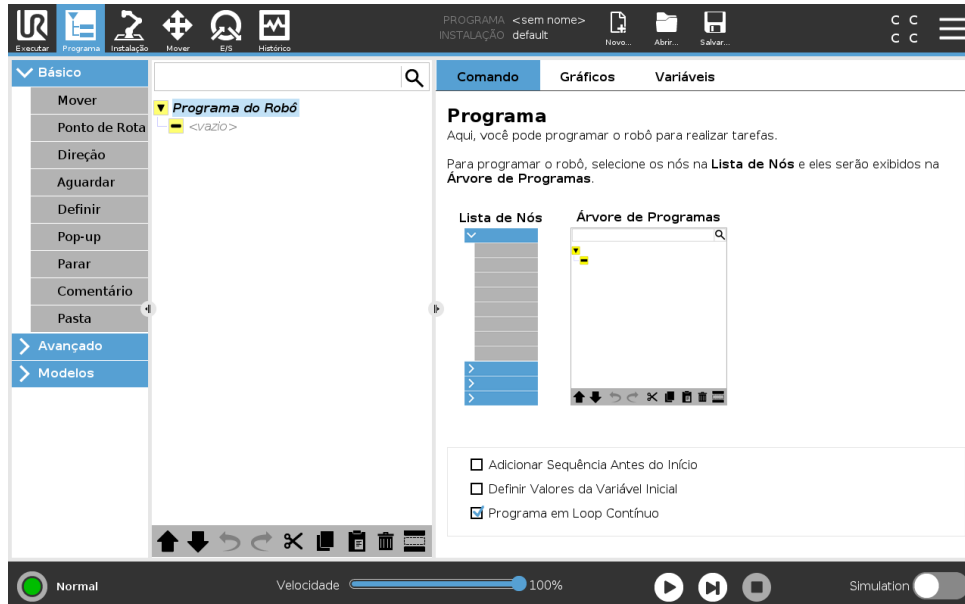 PROGRAMA <sem nome>
INSTALAÇÃO default
UR
Executar Programa Instalação Mover E/S Histórico
Novo... Abrir... Salvar...
C C
C C
Básico
Mover
Ponto de Rota
Direção
Aguardar
Definir
Pop-up
Parar
Comentário
Pasta
Avançado
Modelos
Programa do Robô
<vazio>
Comando Gráficos Variáveis
Programa
Aqui, você pode programar o robô para realizar tarefas.
Para programar o robô, selecione os nós na Lista de Nós e eles serão exibidos na
Árvore de Programas.
Lista de Nós Árvore de Programas
Adicionar Sequência Antes do Início
Definir Valores da Variável Inicial
Programa em Loop Contínuo
Normal
Velocidade 100%
Simulation